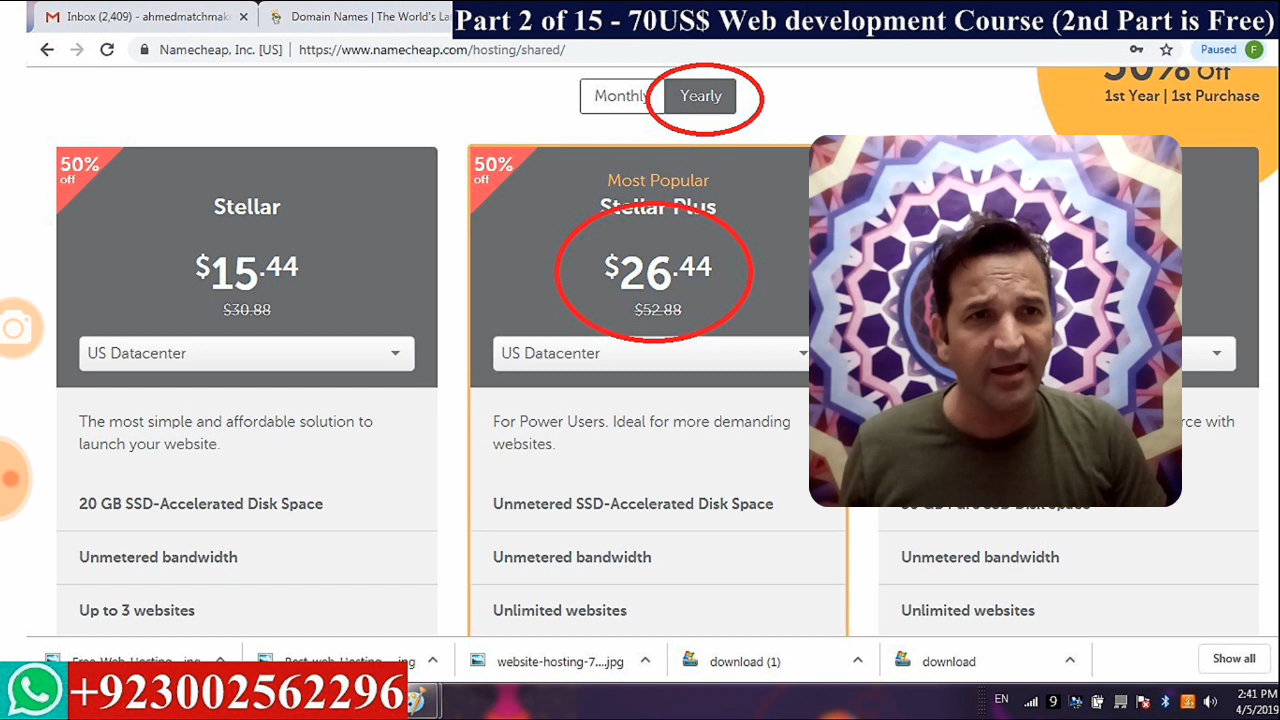 Inbox (2,409) - ahmedmatchmak
Domain Names | The World's La
Part 2 of 15 - 70US$ Web development Course (2nd Part is Free)
Namecheap, Inc. [US] | https://www.namecheap.com/hosting/shared/
Paused F
50% Off
1st Year | 1st Purchase
Monthly Yearly
50%
off
Stellar
$15.44
$30.88
US Datacenter
The most simple and affordable solution to
launch your website.
20 GB SSD-Accelerated Disk Space
Unmetered bandwidth
Up to 3 websites
50%
off
Most Popular
Stellar Plus
$26.44
$52.88
US Datacenter
For Power Users. Ideal for more demanding
websites.
Unmetered SSD-Accelerated Disk Space
Unmetered bandwidth
Unlimited websites
with
Unmetered bandwidth
Unlimited websites
website-hosting-7....jpg
download (1)
download
Show all
+923002562296
EN
9
2:41 PM
4/5/2019